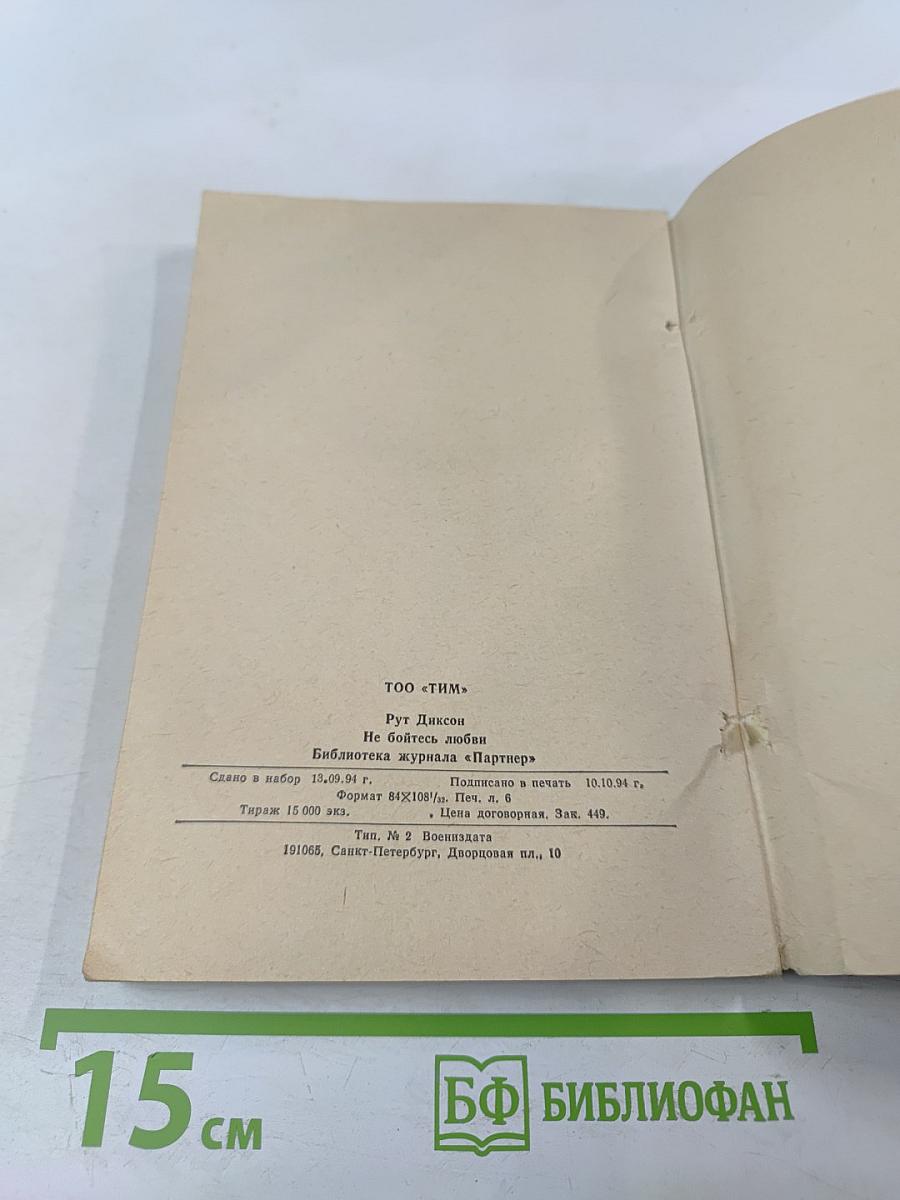 ТОО «ТИМ»
Рут Диксон
Не бойтесь любви
Библиотека журнала «Партнер»
Сдано в набор 13.09.94 г. Подписано в печать 10.10.94 г.
Формат 84×108¹/₃₂. Печ. л. 6
Тираж 15 000 экз. Цена договорная. Зак. 449.
Тип. № 2 Воениздата
191065, Санкт-Петербург, Дворцовая пл., 10
15 см
БФ БИБЛИОФАН